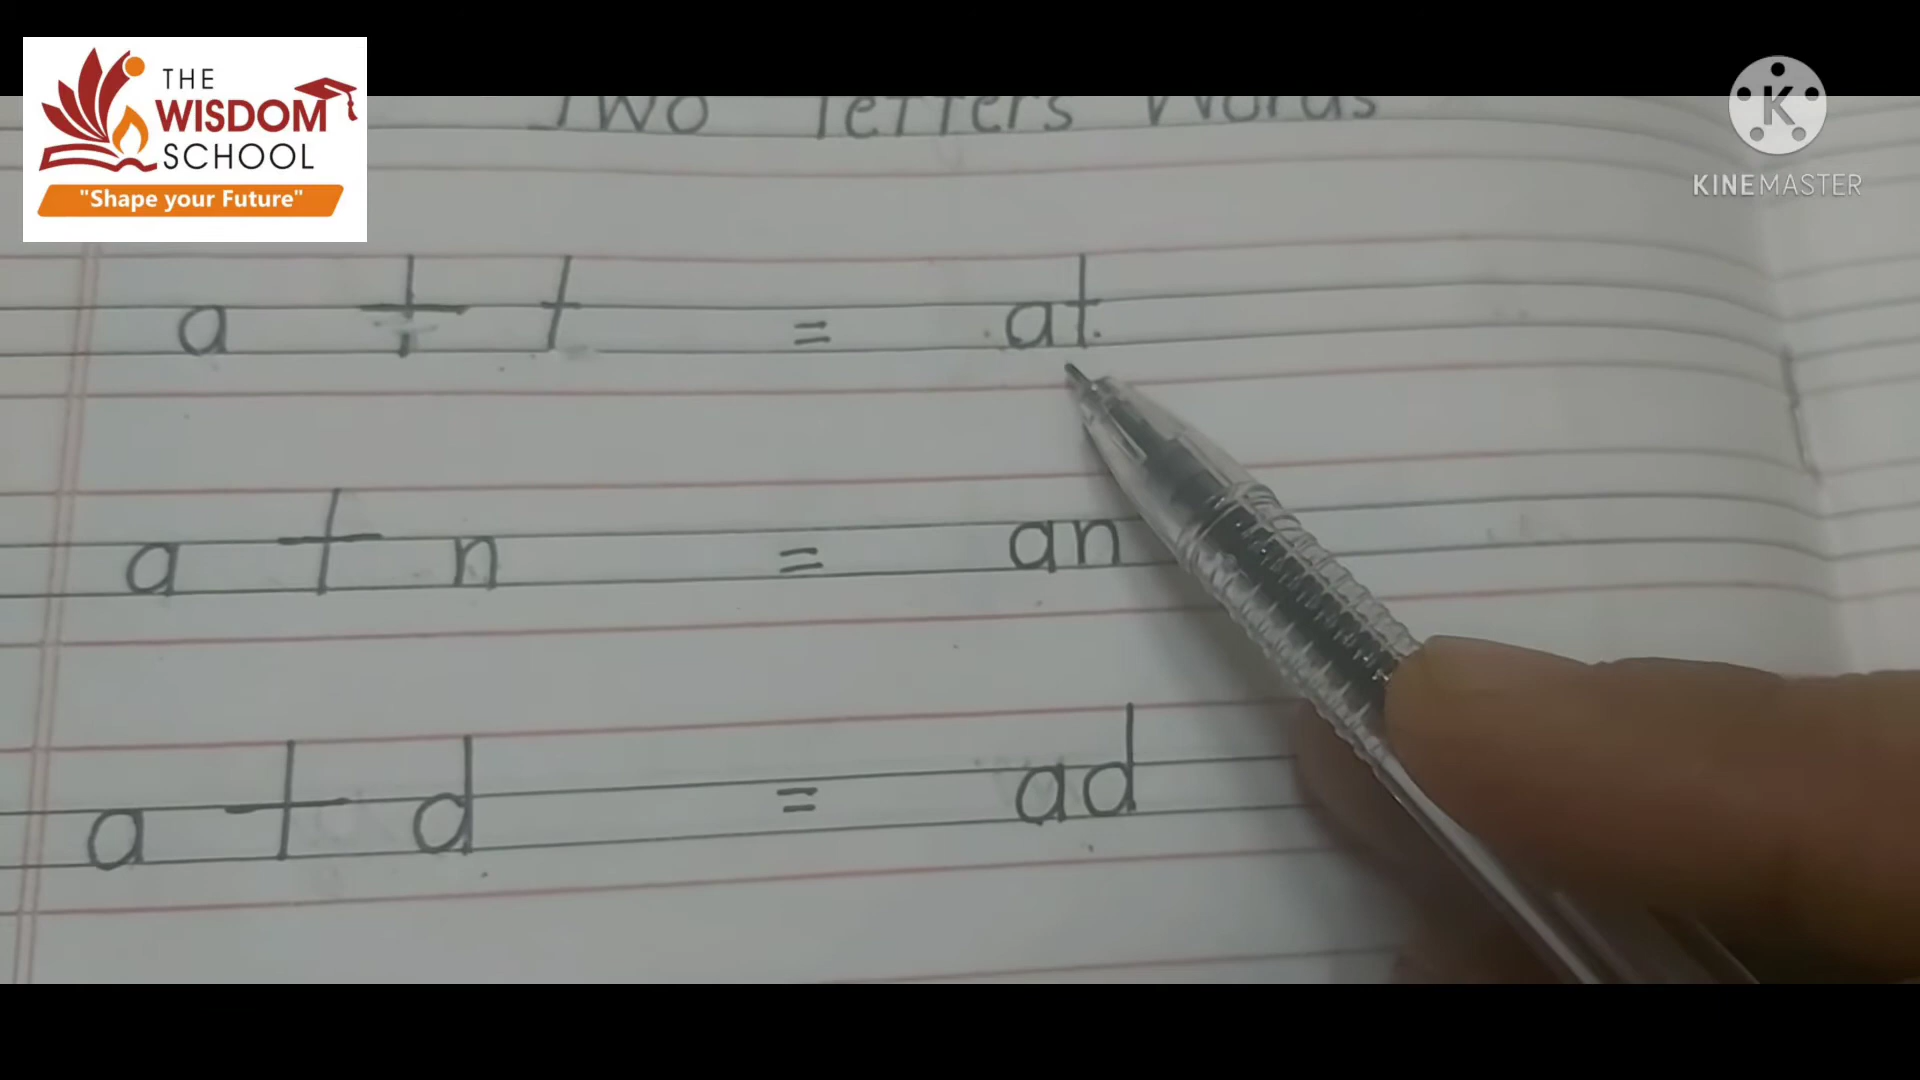 THE
WISDOM
SCHOOL
"Shape your Future"
KINEMASTER
Two letters Words
a + t = at
a + n = an
a + d = ad